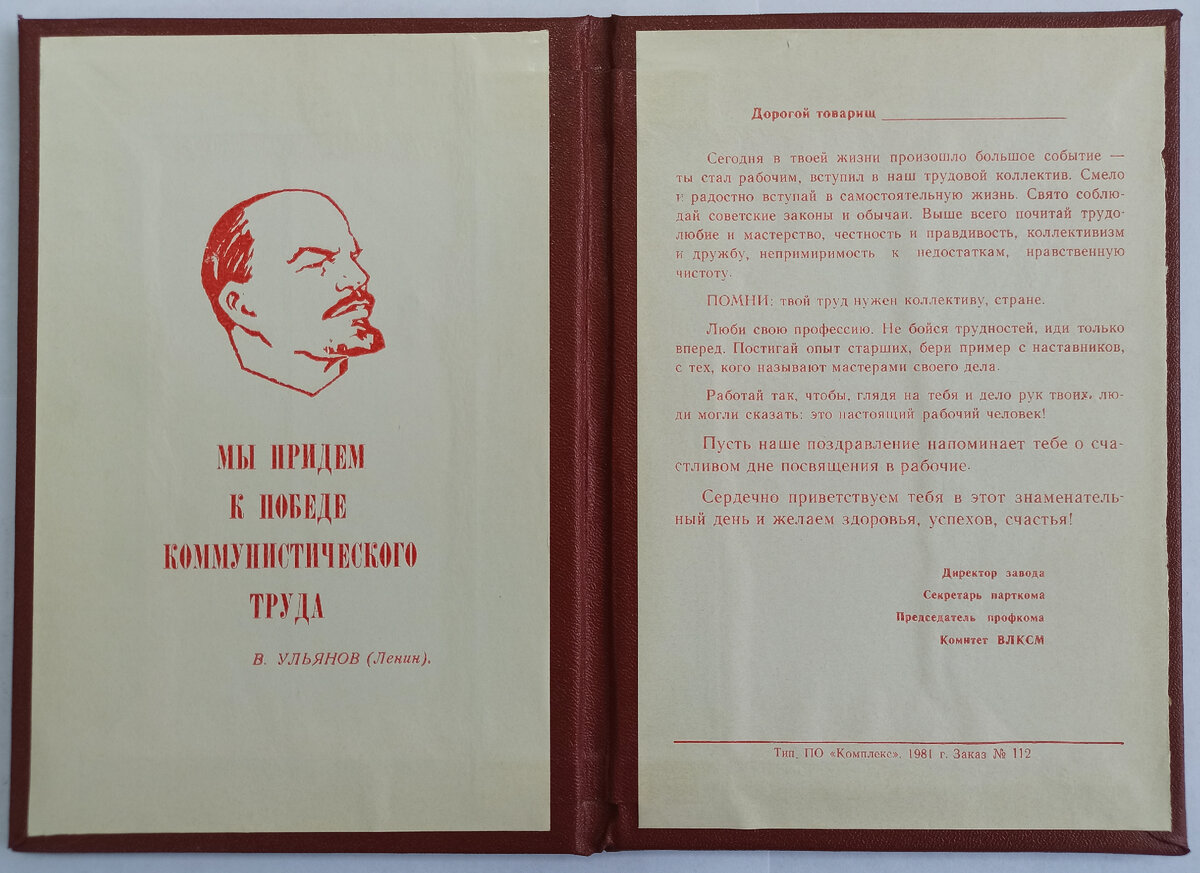 МЫ ПРИДЕМ
К ПОБЕДЕ
КОММУНИСТИЧЕСКОГО
ТРУДА
В. УЛЬЯНОВ (Ленин).
Дорогой товарищ
Сегодня в твоей жизни произошло большое событие —
ты стал рабочим, вступил в наш трудовой коллектив. Смело
и радостно вступай в самостоятельную жизнь. Свято соблю-
дай советские законы и обычаи. Выше всего почитай трудо-
любие и мастерство, честность и правдивость, коллективизм
и дружбу, непримиримость к недостаткам, нравственную
чистоту.
ПОМНИ: твой труд нужен коллективу, стране.
Люби свою профессию. Не бойся трудностей, иди только
вперед. Постигай опыт старших, бери пример с наставников,
с тех, кого называют мастерами своего дела.
Работай так, чтобы, глядя на тебя и дело рук твоих, лю-
ди могли сказать: это настоящий рабочий человек!
Пусть наше поздравление напоминает тебе о сча-
стливом дне посвящения в рабочие.
Сердечно приветствуем тебя в этот знаменатель-
ный день и желаем здоровья, успехов, счастья!
Директор завода
Секретарь парткома
Председатель профкома
Комитет ВЛКСМ
Тип. ПО «Комплекс». 1981 г. Заказ № 112